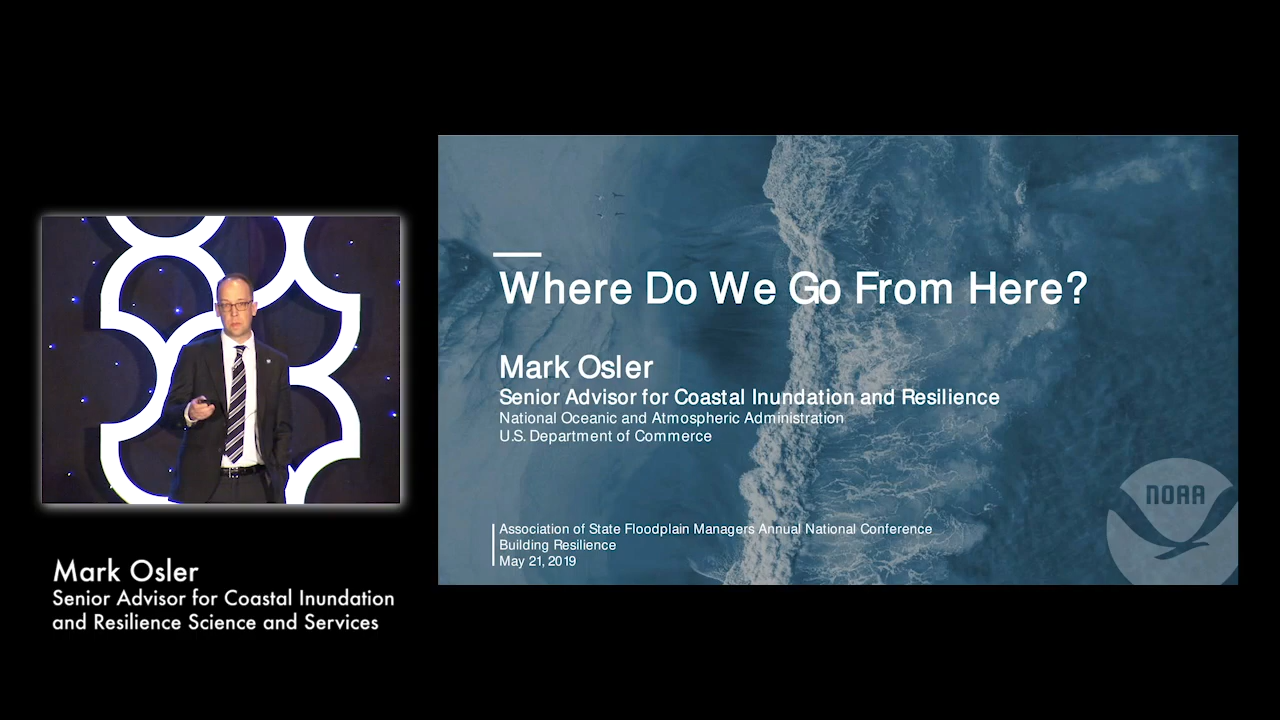 Where Do We Go From Here?
Mark Osler
Senior Advisor for Coastal Inundation and Resilience
National Oceanic and Atmospheric Administration
U.S. Department of Commerce
NOAA
Association of State Floodplain Managers Annual National Conference
Building Resilience
May 21, 2019
Mark Osler
Senior Advisor for Coastal Inundation
and Resilience Science and Services